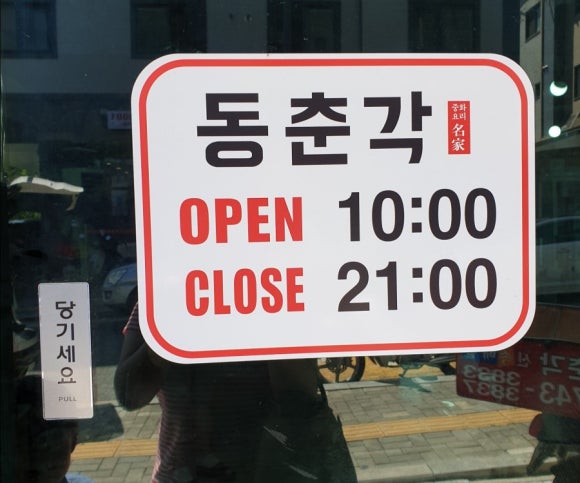 동춘각
중화
요리
名家
OPEN 10:00
CLOSE 21:00
당기세요
PULL
743-